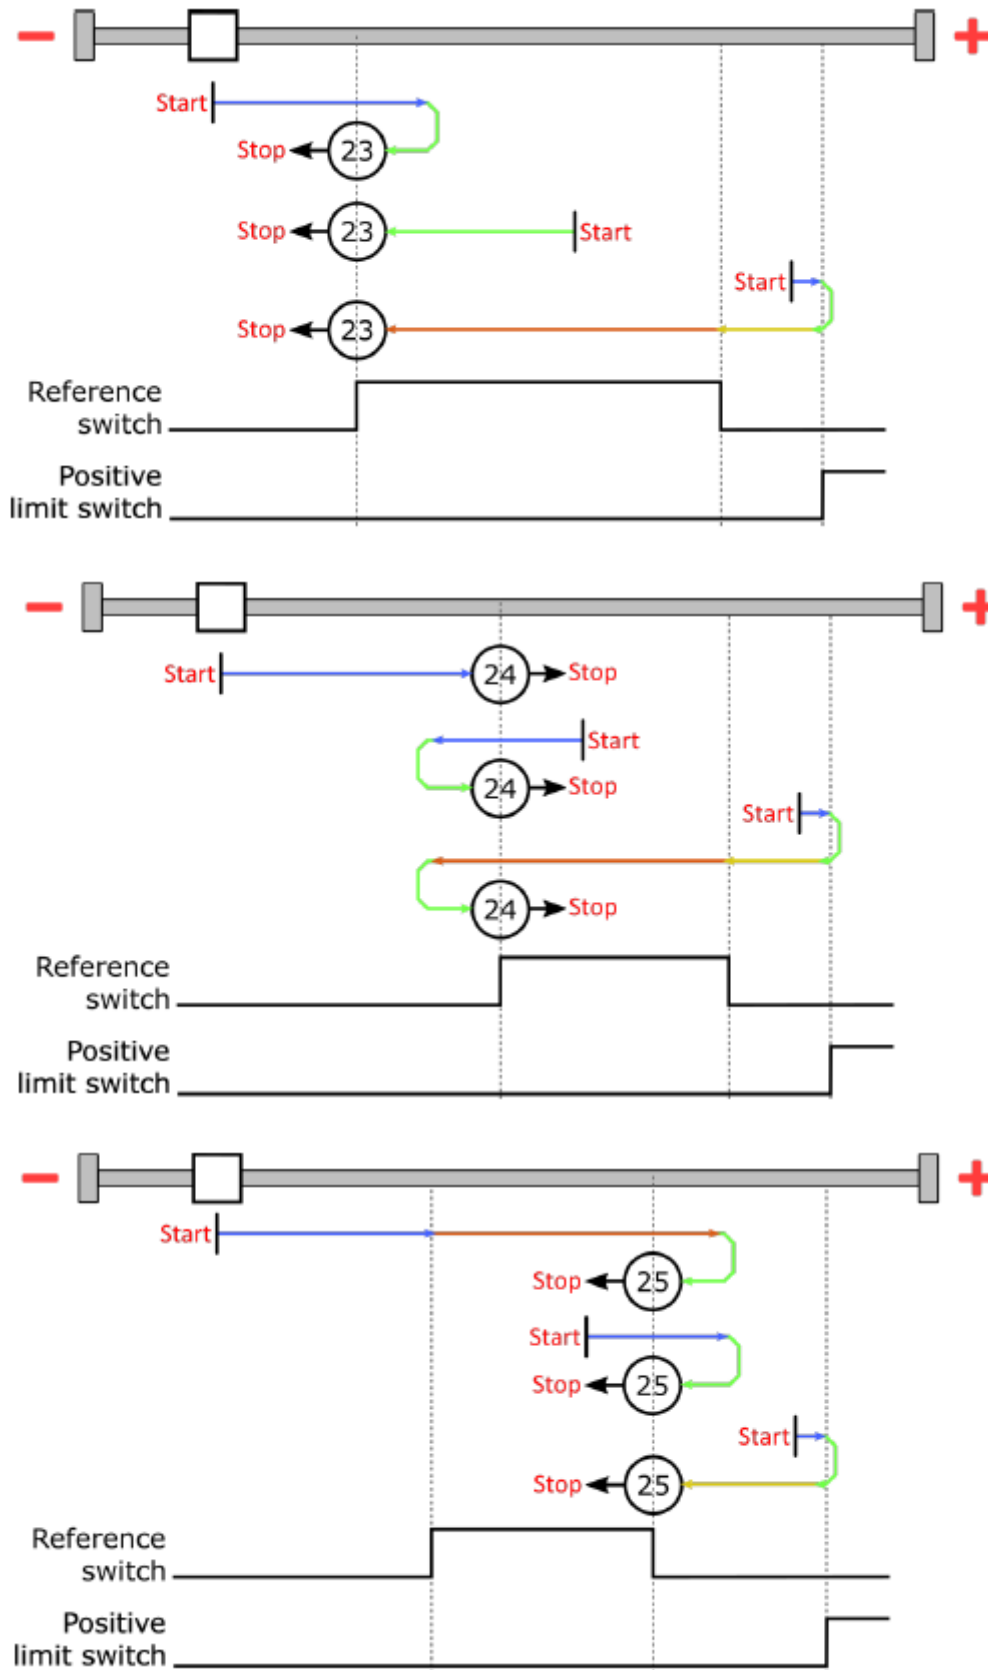 − +
Start
Stop 23
Stop 23 Start
Start
Stop 23
Reference
switch
Positive
limit switch
− +
Start 24 Stop
Start
24 Stop
Start
24 Stop
Reference
switch
Positive
limit switch
− +
Start
Stop 25
Start
Stop 25
Start
Stop 25
Reference
switch
Positive
limit switch